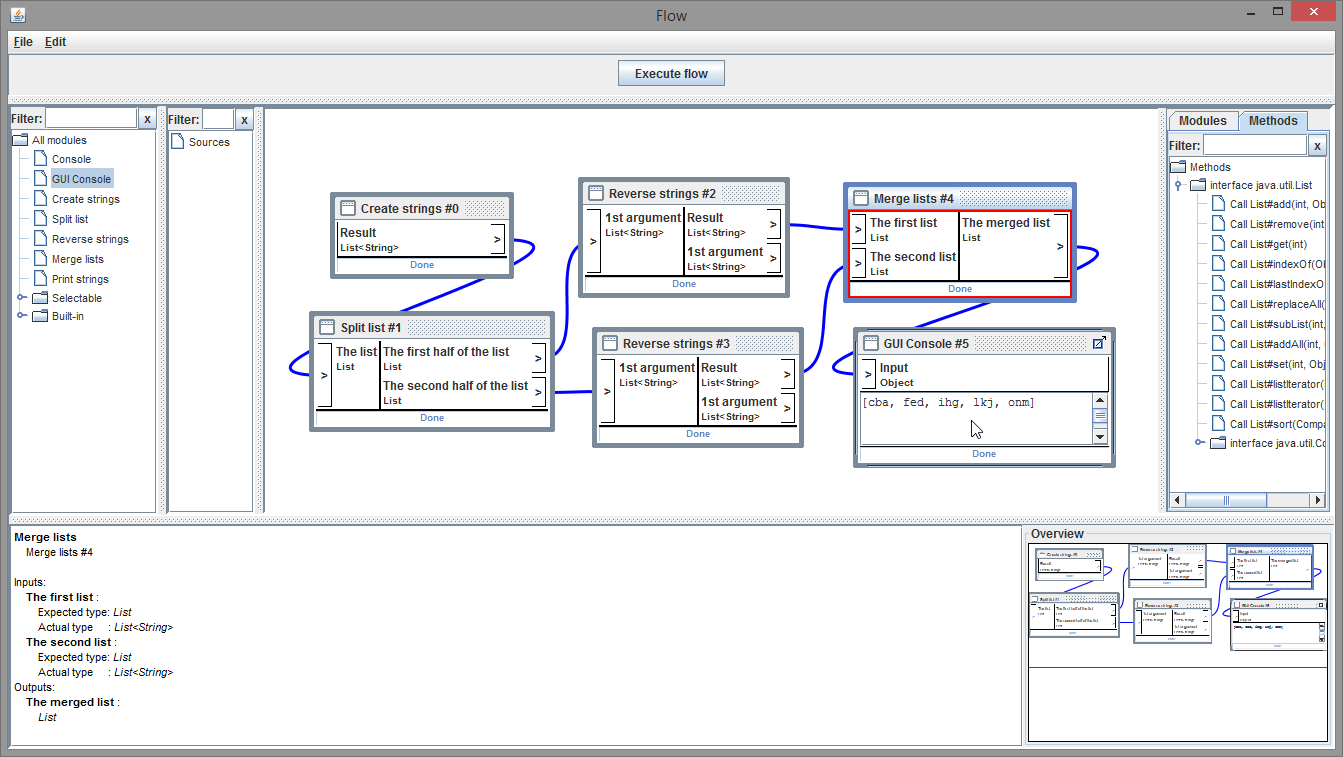 Flow
File Edit
Execute flow
Filter: x
All modules
Console
GUI Console
Create strings
Split list
Reverse strings
Merge lists
Print strings
Selectable
Built-in
Filter: x
Sources
Create strings #0
Result >
List<String>
Done
Split list #1
> The list
List
The first half of the list >
List
The second half of the list >
List
Done
Reverse strings #2
> 1st argument
List<String>
Result >
List<String>
1st argument >
List<String>
Done
Reverse strings #3
> 1st argument
List<String>
Result >
List<String>
1st argument >
List<String>
Done
Merge lists #4
> The first list
List
> The second list
List
The merged list >
List
Done
GUI Console #5
> Input
Object
[cba, fed, ihg, lkj, onm]
Done
Modules Methods
Filter: x
Methods
interface java.util.List
Call List#add(int, Ob
Call List#remove(int
Call List#get(int)
Call List#indexOf(Ob
Call List#lastIndexO
Call List#replaceAll(
Call List#subList(int,
Call List#addAll(int,
Call List#set(int, Obj
Call List#listIterator(
Call List#listIterator(
Call List#sort(Compa
interface java.util.Co
Merge lists
Merge lists #4
Inputs:
The first list :
Expected type: List
Actual type : List<String>
The second list :
Expected type: List
Actual type : List<String>
Outputs:
The merged list :
List
Overview